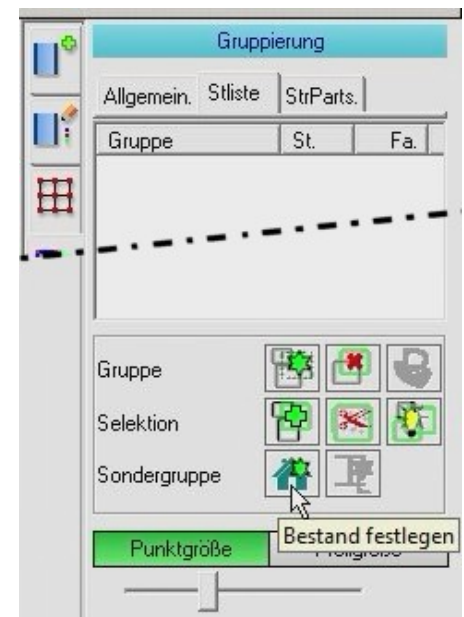 Gruppierung
Allgemein. Stliste StrParts.
Gruppe St. Fa.
Gruppe
Selektion
Sondergruppe
Bestand festlegen
Punktgröße